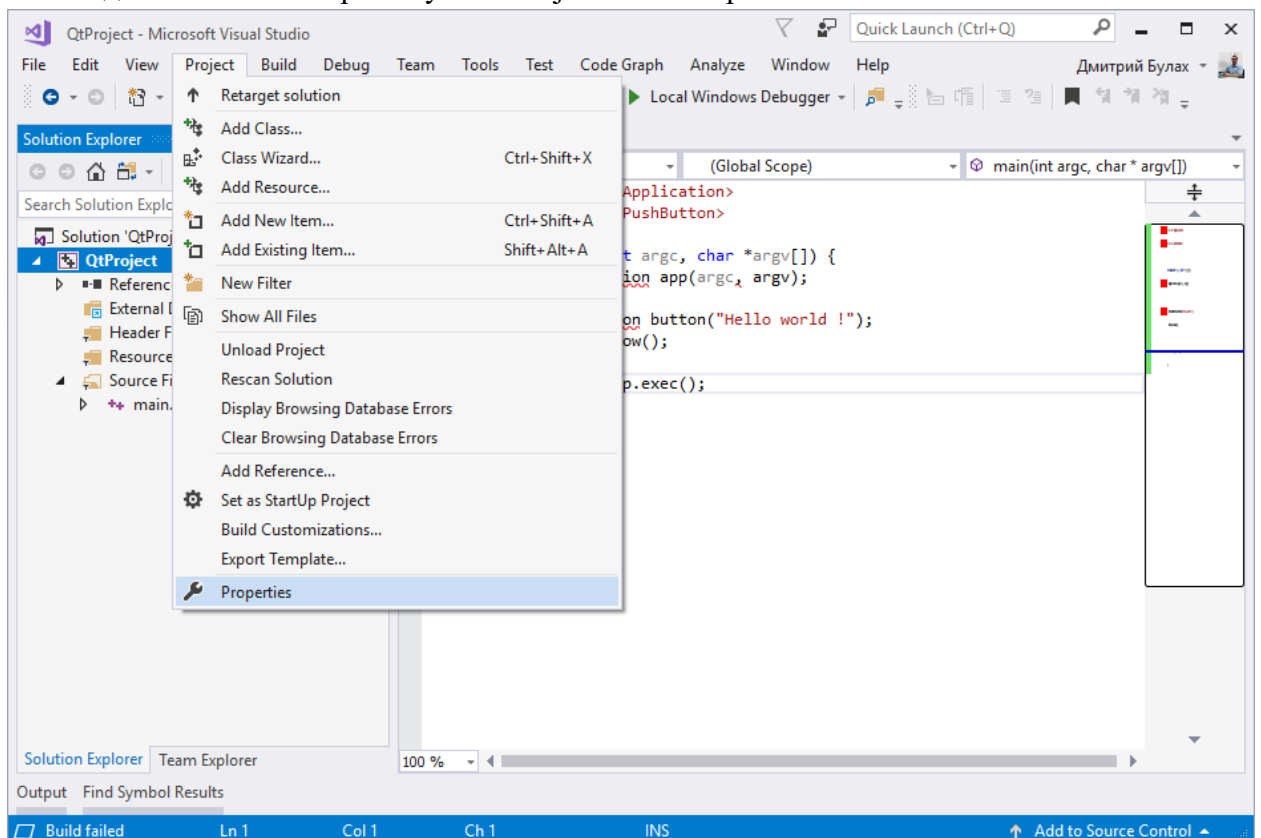 QtProject - Microsoft Visual Studio
Quick Launch (Ctrl+Q)
File Edit View Project Build Debug Team Tools Test Code Graph Analyze Window Help Дмитрий Булах
Local Windows Debugger
Retarget solution
Add Class...
Class Wizard... Ctrl+Shift+X
Add Resource...
Add New Item... Ctrl+Shift+A
Add Existing Item... Shift+Alt+A
New Filter
Show All Files
Unload Project
Rescan Solution
Display Browsing Database Errors
Clear Browsing Database Errors
Add Reference...
Set as StartUp Project
Build Customizations...
Export Template...
Properties
Solution Explorer
Search Solution Explo
Solution 'QtProj
QtProject
Referenc
External D
Header F
Resource
Source Fi
main.
(Global Scope) main(int argc, char * argv[])
Application>
PushButton>
t argc, char *argv[]) {
ion app(argc, argv);
on button("Hello world !");
ow();
p.exec();
100 %
Solution Explorer Team Explorer
Output Find Symbol Results
Build failed Ln 1 Col 1 Ch 1 INS Add to Source Control